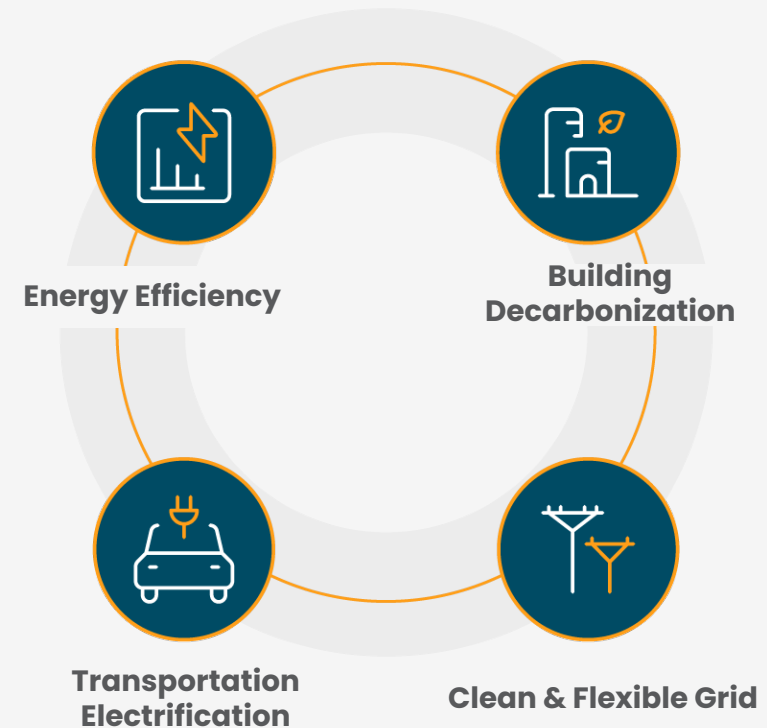 Energy Efficiency
Building
Decarbonization
Transportation
Electrification
Clean & Flexible Grid